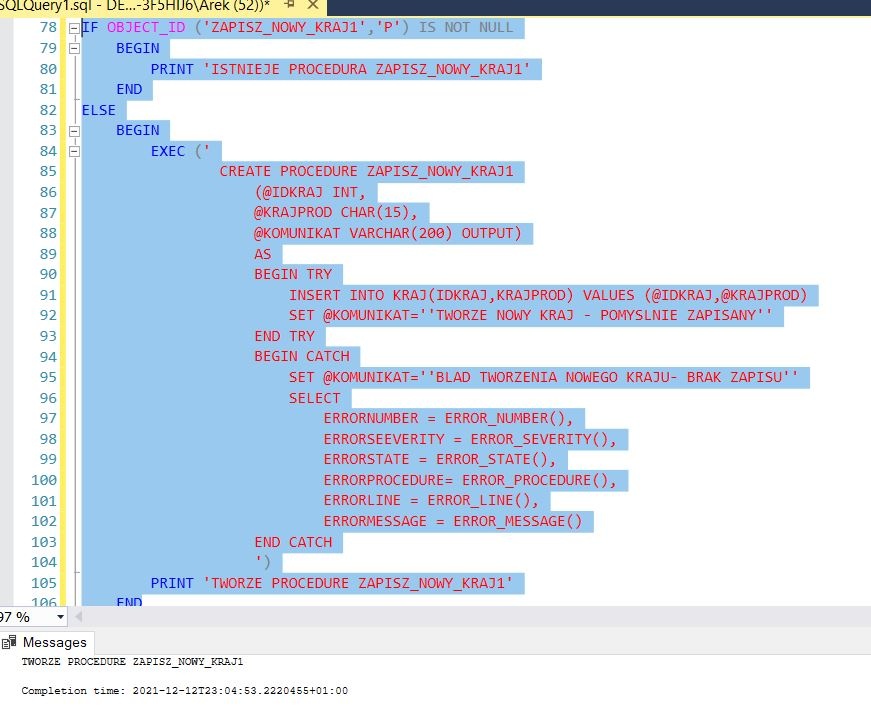 SQLQuery1.sql - DE...-3F5HIJ6\Arek (52))*
78 IF OBJECT_ID ('ZAPISZ_NOWY_KRAJ1','P') IS NOT NULL
79 BEGIN
80 PRINT 'ISTNIEJE PROCEDURA ZAPISZ_NOWY_KRAJ1'
81 END
82 ELSE
83 BEGIN
84 EXEC ('
85 CREATE PROCEDURE ZAPISZ_NOWY_KRAJ1
86 (@IDKRAJ INT,
87 @KRAJPROD CHAR(15),
88 @KOMUNIKAT VARCHAR(200) OUTPUT)
89 AS
90 BEGIN TRY
91 INSERT INTO KRAJ(IDKRAJ,KRAJPROD) VALUES (@IDKRAJ,@KRAJPROD)
92 SET @KOMUNIKAT=''TWORZE NOWY KRAJ - POMYSLNIE ZAPISANY''
93 END TRY
94 BEGIN CATCH
95 SET @KOMUNIKAT=''BLAD TWORZENIA NOWEGO KRAJU- BRAK ZAPISU''
96 SELECT
97 ERRORNUMBER = ERROR_NUMBER(),
98 ERRORSEEVERITY = ERROR_SEVERITY(),
99 ERRORSTATE = ERROR_STATE(),
100 ERRORPROCEDURE= ERROR_PROCEDURE(),
101 ERRORLINE = ERROR_LINE(),
102 ERRORMESSAGE = ERROR_MESSAGE()
103 END CATCH
104 ')
105 PRINT 'TWORZE PROCEDURE ZAPISZ_NOWY_KRAJ1'
106 END
97 %
Messages
TWORZE PROCEDURE ZAPISZ_NOWY_KRAJ1
Completion time: 2021-12-12T23:04:53.2220455+01:00